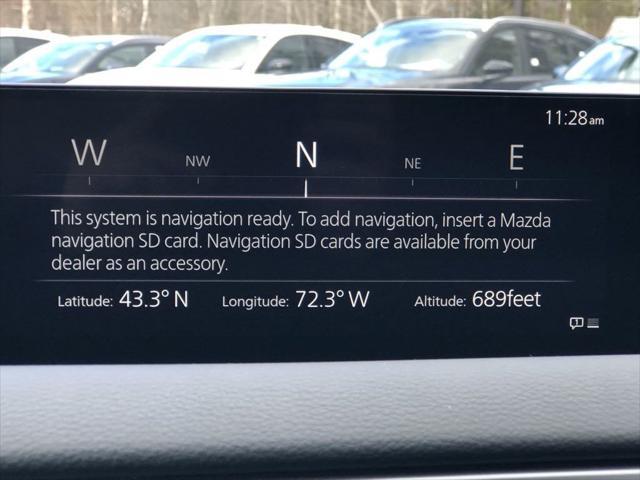 11:28am
W NW N NE E
This system is navigation ready. To add navigation, insert a Mazda
navigation SD card. Navigation SD cards are available from your
dealer as an accessory.
Latitude: 43.3° N Longitude: 72.3° W Altitude: 689feet
1